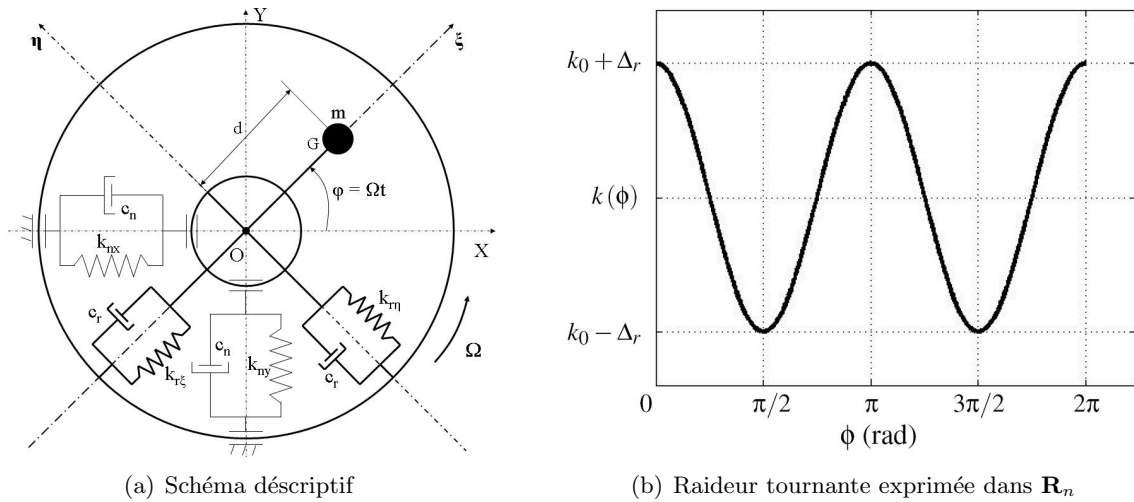 Y
η
ξ
m
d
G
φ = Ωt
c_n
k_nx
O
X
c_r
k_rη
k_rξ
c_n
k_ny
c_r
Ω
(a) Schéma déscriptif
k_0 + Δ_r
k(ϕ)
k_0 − Δ_r
0 π/2 π 3π/2 2π
ϕ (rad)
(b) Raideur tournante exprimée dans R_n